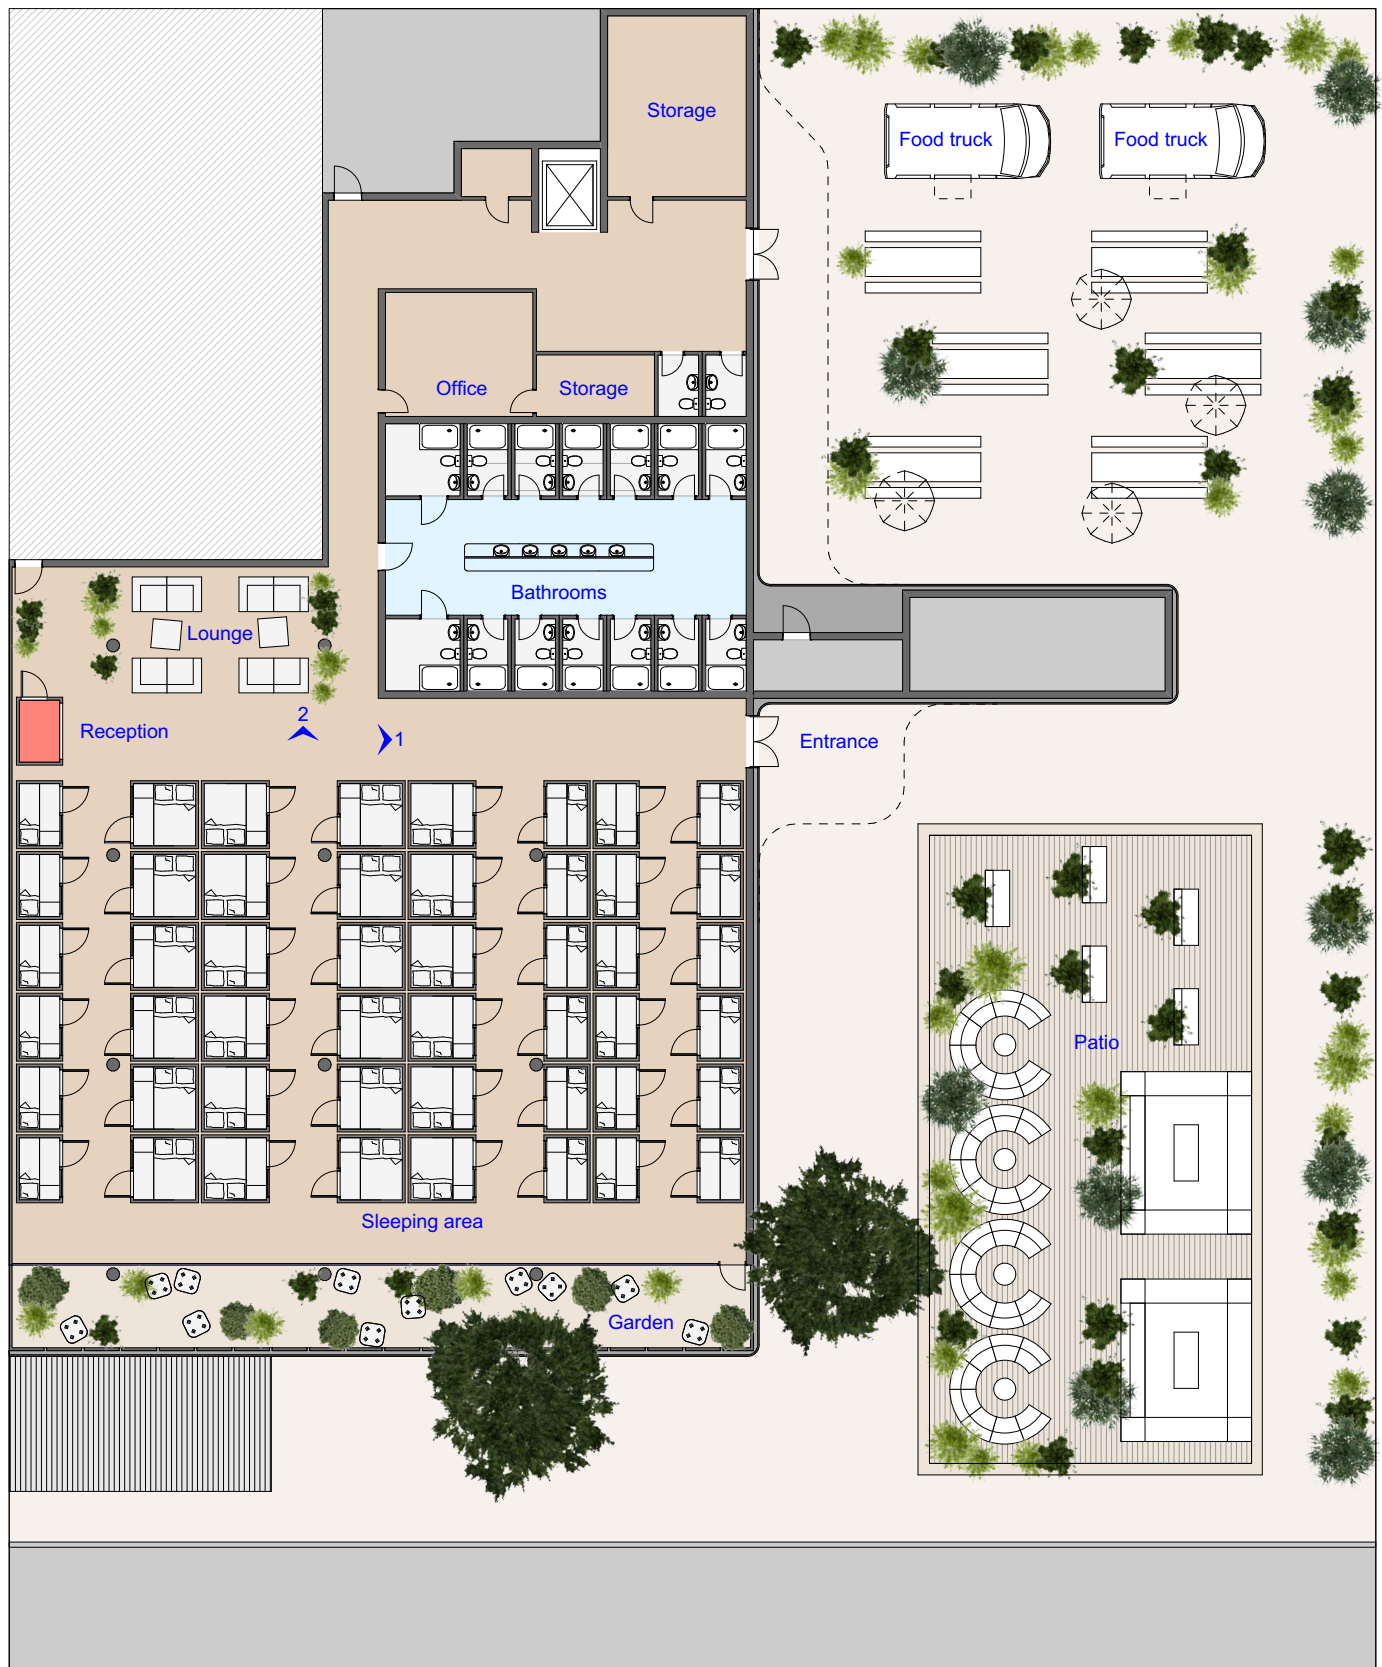 Storage
Food truck
Food truck
Office
Storage
Bathrooms
Lounge
2
Reception
1
Entrance
Patio
Sleeping area
Garden